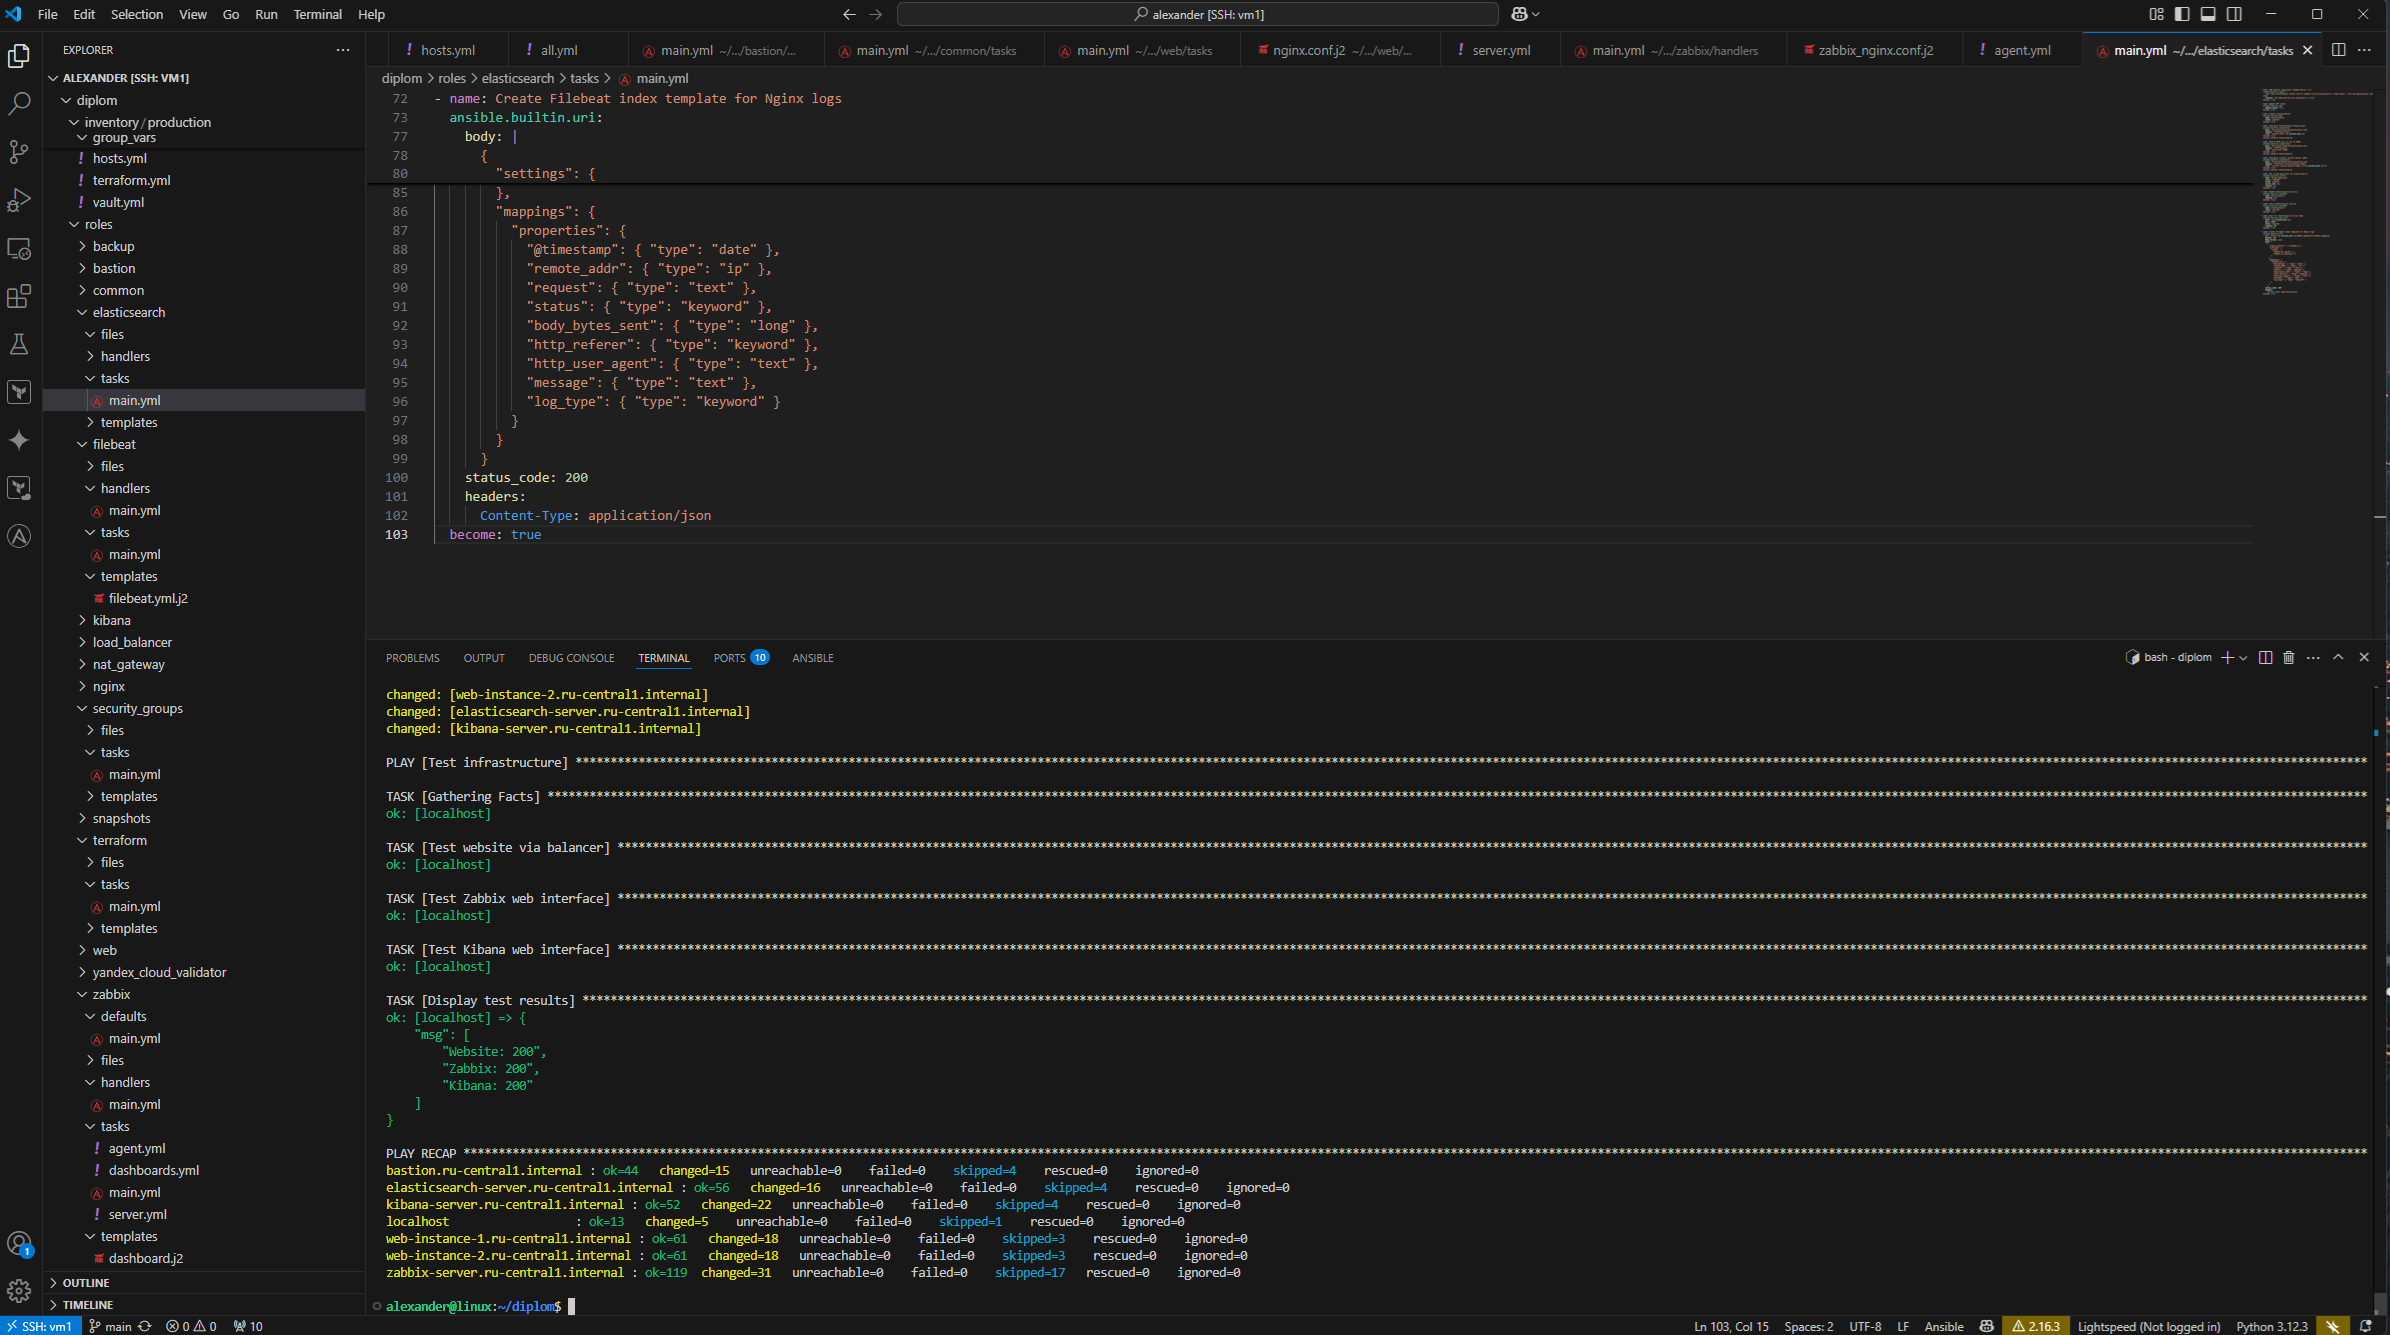 File Edit Selection View Go Run Terminal Help
alexander [SSH: vm1]
EXPLORER
hosts.yml
all.yml
main.yml ~/.../bastion/...
main.yml ~/.../common/tasks
main.yml ~/.../web/tasks
nginx.conf.j2 ~/.../web/...
server.yml
main.yml ~/.../zabbix/handlers
zabbix_nginx.conf.j2
agent.yml
main.yml ~/.../elasticsearch/tasks
ALEXANDER [SSH: VM1]
diplom
inventory/production
group_vars
hosts.yml
terraform.yml
vault.yml
roles
backup
bastion
common
elasticsearch
files
handlers
tasks
main.yml
templates
filebeat
files
handlers
main.yml
tasks
main.yml
templates
filebeat.yml.j2
kibana
load_balancer
nat_gateway
nginx
security_groups
files
tasks
main.yml
templates
snapshots
terraform
files
tasks
main.yml
templates
web
yandex_cloud_validator
zabbix
defaults
main.yml
files
handlers
main.yml
tasks
agent.yml
dashboards.yml
main.yml
server.yml
templates
dashboard.j2
OUTLINE
TIMELINE
diplom > roles > elasticsearch > tasks > main.yml
72 - name: Create Filebeat index template for Nginx logs
73 ansible.builtin.uri:
77 body: |
78 {
80 "settings": {
85 },
86 "mappings": {
87 "properties": {
88 "@timestamp": { "type": "date" },
89 "remote_addr": { "type": "ip" },
90 "request": { "type": "text" },
91 "status": { "type": "keyword" },
92 "body_bytes_sent": { "type": "long" },
93 "http_referer": { "type": "keyword" },
94 "http_user_agent": { "type": "text" },
95 "message": { "type": "text" },
96 "log_type": { "type": "keyword" }
97 }
98 }
99 }
100 status_code: 200
101 headers:
102 Content-Type: application/json
103 become: true
PROBLEMS OUTPUT DEBUG CONSOLE TERMINAL PORTS 10 ANSIBLE
bash - diplom
changed: [web-instance-2.ru-central1.internal]
changed: [elasticsearch-server.ru-central1.internal]
changed: [kibana-server.ru-central1.internal]
PLAY [Test infrastructure]
TASK [Gathering Facts]
ok: [localhost]
TASK [Test website via balancer]
ok: [localhost]
TASK [Test Zabbix web interface]
ok: [localhost]
TASK [Test Kibana web interface]
ok: [localhost]
TASK [Display test results]
ok: [localhost] => {
"msg": [
"Website: 200",
"Zabbix: 200",
"Kibana: 200"
]
}
PLAY RECAP
bastion.ru-central1.internal : ok=44 changed=15 unreachable=0 failed=0 skipped=4 rescued=0 ignored=0
elasticsearch-server.ru-central1.internal : ok=56 changed=16 unreachable=0 failed=0 skipped=4 rescued=0 ignored=0
kibana-server.ru-central1.internal : ok=52 changed=22 unreachable=0 failed=0 skipped=4 rescued=0 ignored=0
localhost : ok=13 changed=5 unreachable=0 failed=0 skipped=1 rescued=0 ignored=0
web-instance-1.ru-central1.internal : ok=61 changed=18 unreachable=0 failed=0 skipped=3 rescued=0 ignored=0
web-instance-2.ru-central1.internal : ok=61 changed=18 unreachable=0 failed=0 skipped=3 rescued=0 ignored=0
zabbix-server.ru-central1.internal : ok=119 changed=31 unreachable=0 failed=0 skipped=17 rescued=0 ignored=0
alexander@linux:~/diplom$
1
SSH: vm1 main 0 0 10
Ln 103, Col 15 Spaces: 2 UTF-8 LF Ansible 2.16.3 Lightspeed (Not logged in) Python 3.12.3